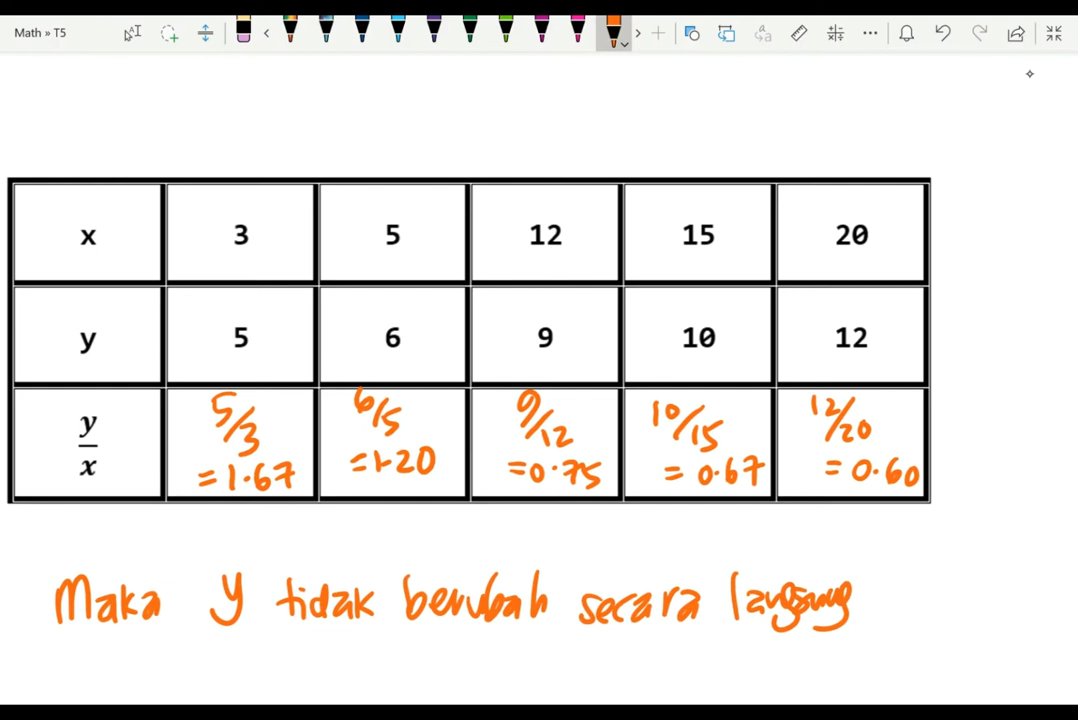 Math » T5
x 3 5 12 15 20
y 5 6 9 10 12
y/x 5/3 =1.67 6/5 =1.20 9/12 =0.75 10/15 =0.67 12/20 =0.60
Maka y tidak berubah secara langsung